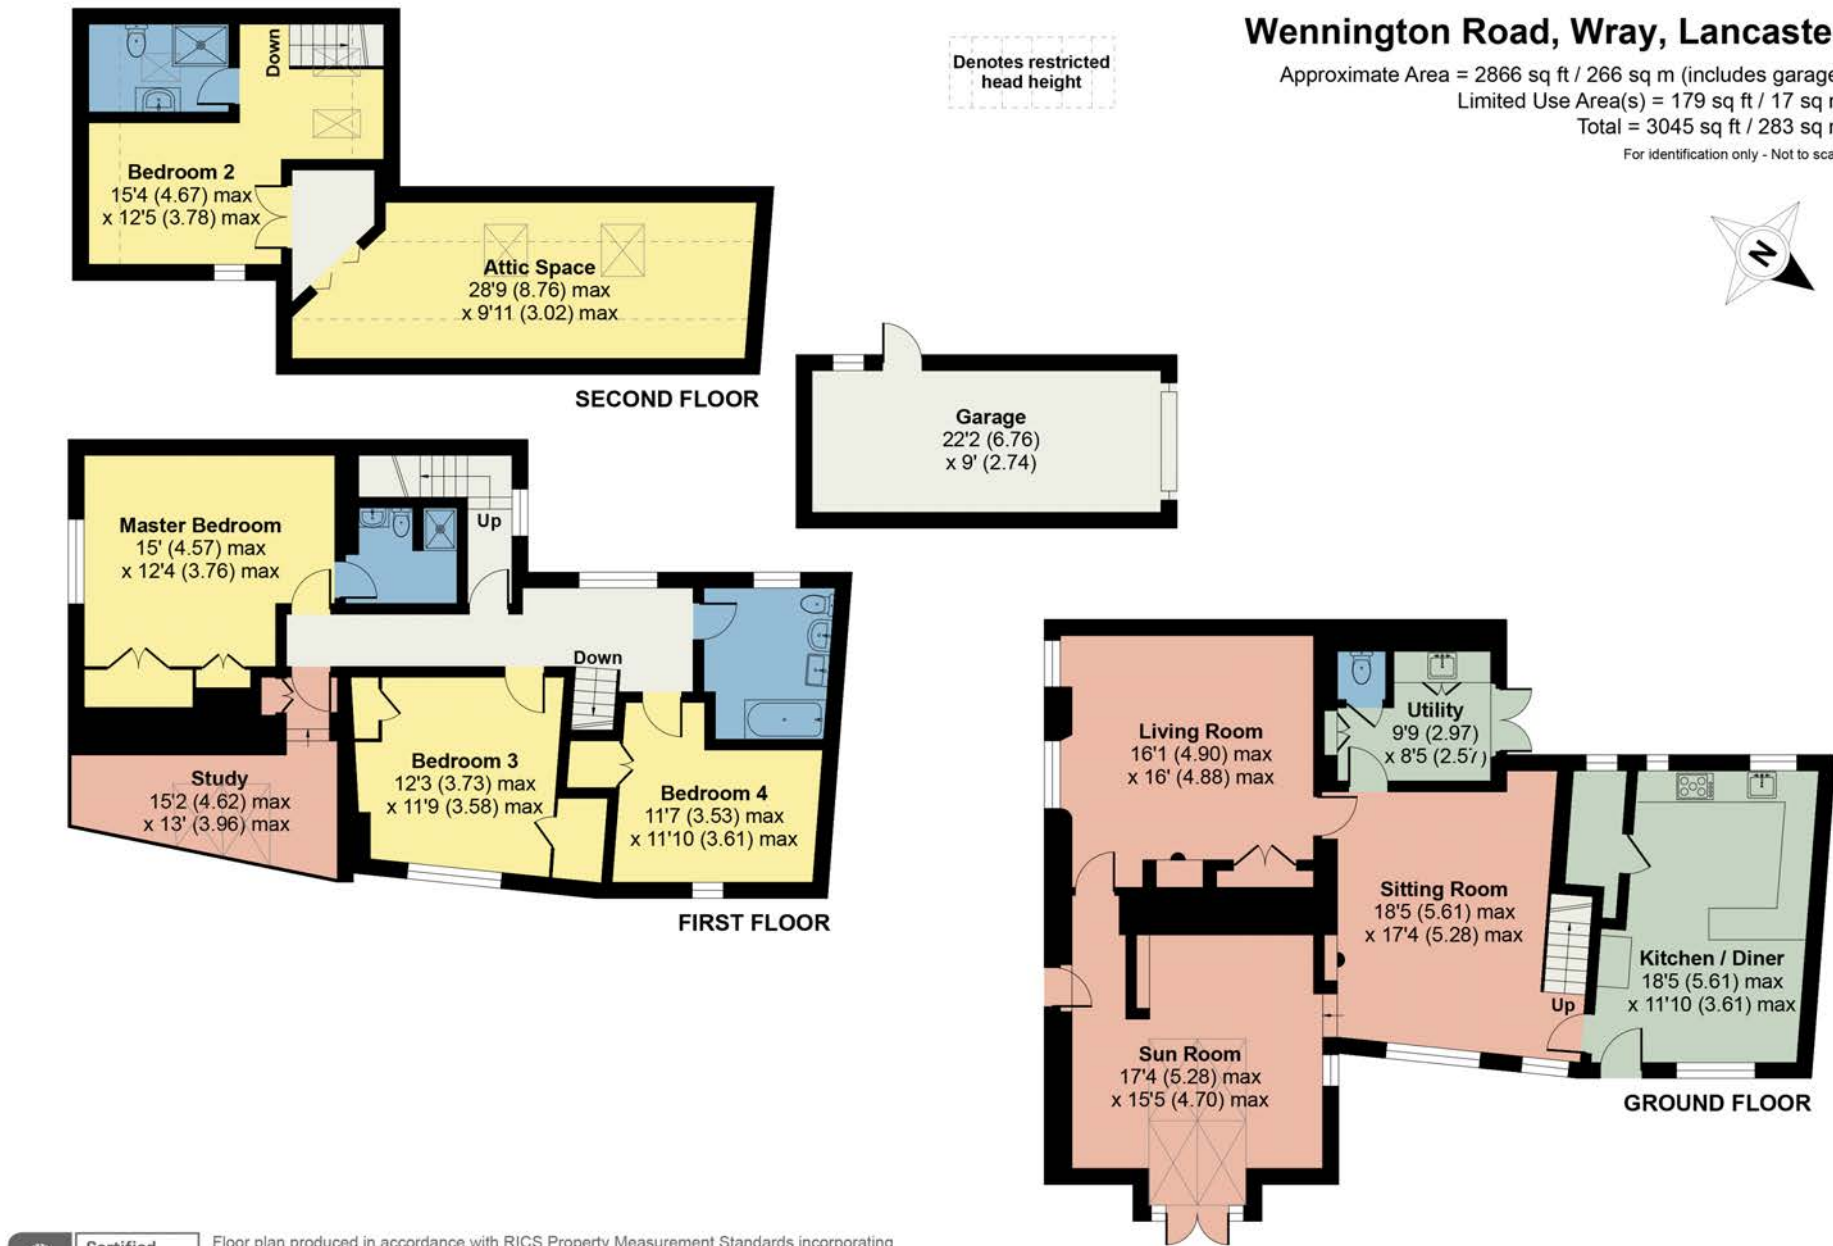 Wennington Road, Wray, Lancaste
Approximate Area = 2866 sq ft / 266 sq m (includes garage
Limited Use Area(s) = 179 sq ft / 17 sq
Total = 3045 sq ft / 283 sq
For identification only - Not to sca
Denotes restricted
head height
N
Down
Bedroom 2
15'4 (4.67) max
x 12'5 (3.78) max
Attic Space
28'9 (8.76) max
x 9'11 (3.02) max
SECOND FLOOR
Garage
22'2 (6.76)
x 9' (2.74)
Master Bedroom
15' (4.57) max
x 12'4 (3.76) max
Up
Down
Study
15'2 (4.62) max
x 13' (3.96) max
Bedroom 3
12'3 (3.73) max
x 11'9 (3.58) max
Bedroom 4
11'7 (3.53) max
x 11'10 (3.61) max
FIRST FLOOR
Living Room
16'1 (4.90) max
x 16' (4.88) max
Utility
9'9 (2.97)
x 8'5 (2.57)
Sitting Room
18'5 (5.61) max
x 17'4 (5.28) max
Up
Kitchen / Diner
18'5 (5.61) max
x 11'10 (3.61) max
Sun Room
17'4 (5.28) max
x 15'5 (4.70) max
GROUND FLOOR
Certified
Floor plan produced in accordance with RICS Property Measurement Standards incorporating